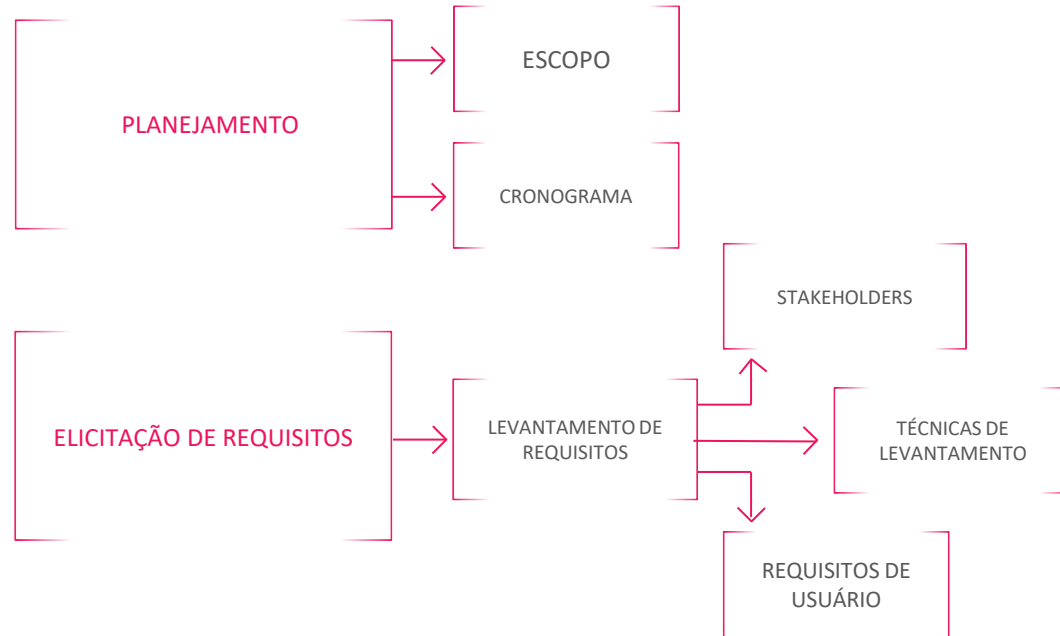 ESCOPO
PLANEJAMENTO
CRONOGRAMA
STAKEHOLDERS
ELICITAÇÃO DE REQUISITOS
LEVANTAMENTO DE
REQUISITOS
TÉCNICAS DE
LEVANTAMENTO
REQUISITOS DE
USUÁRIO